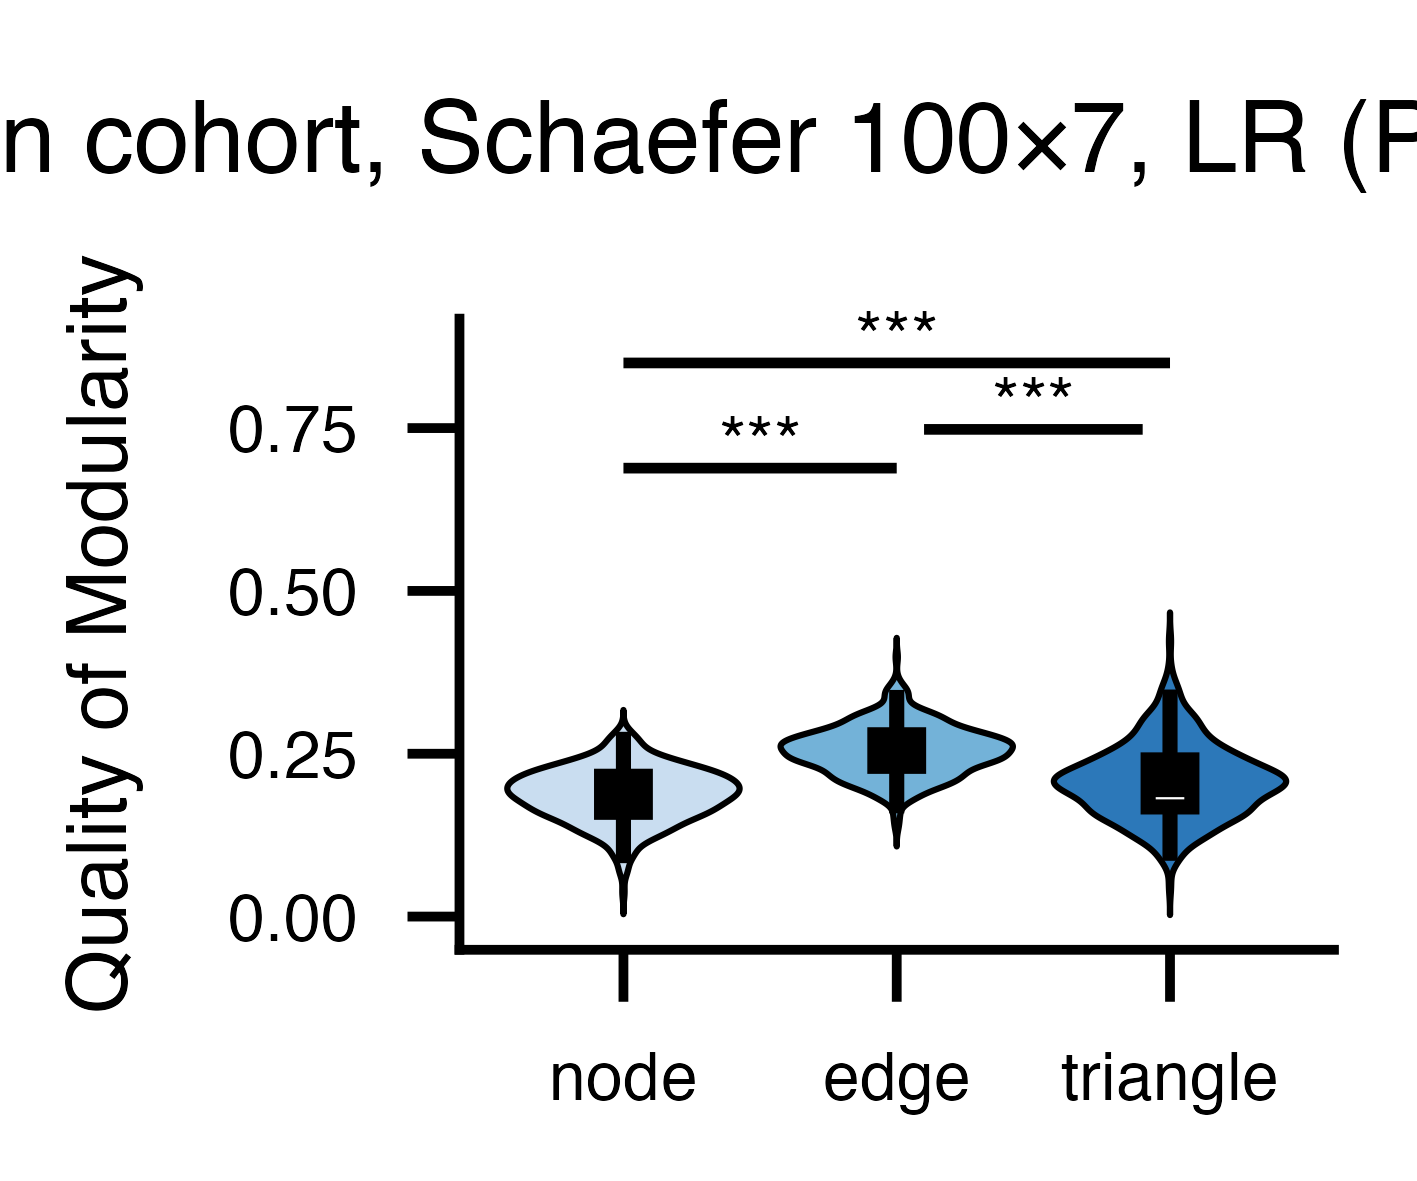 n cohort, Schaefer 100×7, LR (P
Quality of Modularity
***
***
***
0.75
0.50
0.25
0.00
node edge triangle